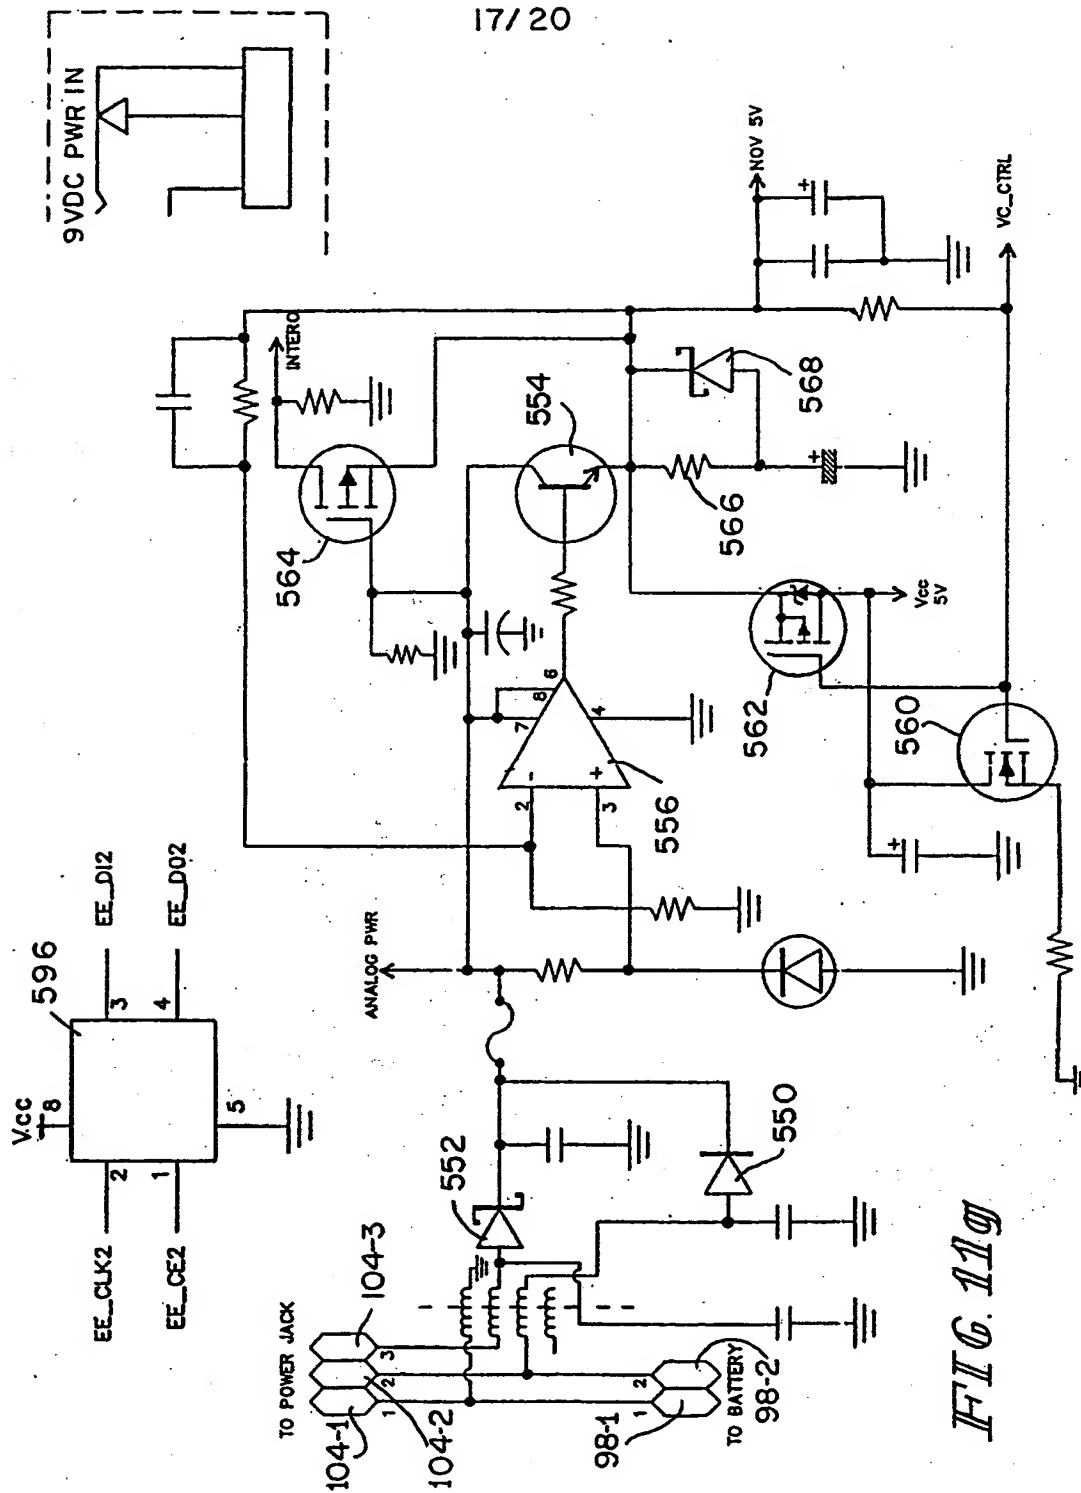 17/20
9VDC PWR IN
596
Vcc
8
EE_DI2
3
EE_DO2
4
5
2
EE_CLK2
1
EE_CE2
NOV 5V
+
VC_CTRL
INTERO
564
554
568
566
+
ANALOG PWR
7
8
6
4
2
-
+
3
556
562
Vcc
5V
560
+
552
550
TO POWER JACK
104-1
104-2
104-3
1
2
3
1
2
98-1
98-2
TO BATTERY
FIG. 11g